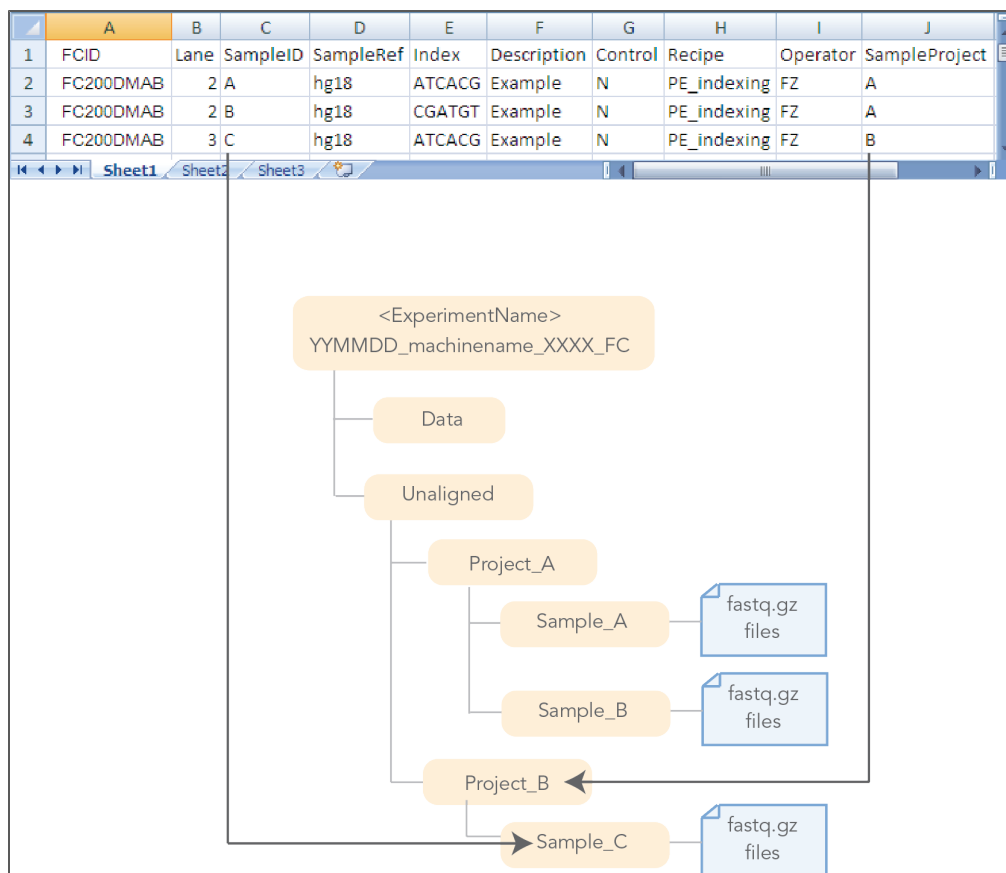 A B C D E F G H I J
1 FCID Lane SampleID SampleRef Index Description Control Recipe Operator SampleProject
2 FC200DMAB 2 A hg18 ATCACG Example N PE_indexing FZ A
3 FC200DMAB 2 B hg18 CGATGT Example N PE_indexing FZ A
4 FC200DMAB 3 C hg18 ATCACG Example N PE_indexing FZ B
Sheet1 Sheet2 Sheet3
<ExperimentName>
YYMMDD_machinename_XXXX_FC
Data
Unaligned
Project_A
Sample_A
fastq.gz
files
Sample_B
fastq.gz
files
Project_B
Sample_C
fastq.gz
files